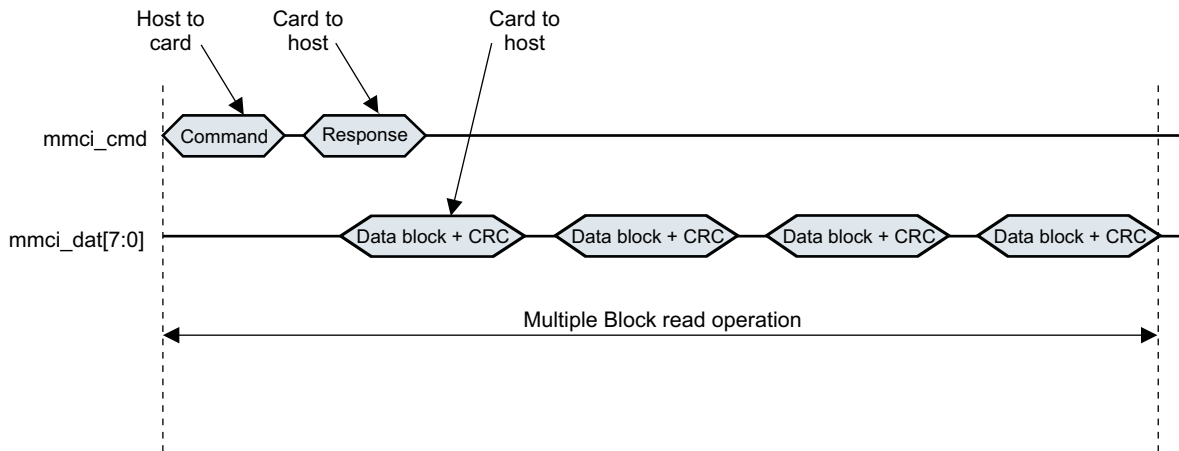 Host to
card
Card to
host
Card to
host
mmci_cmd
Command
Response
mmci_dat[7:0]
Data block + CRC
Data block + CRC
Data block + CRC
Data block + CRC
Multiple Block read operation